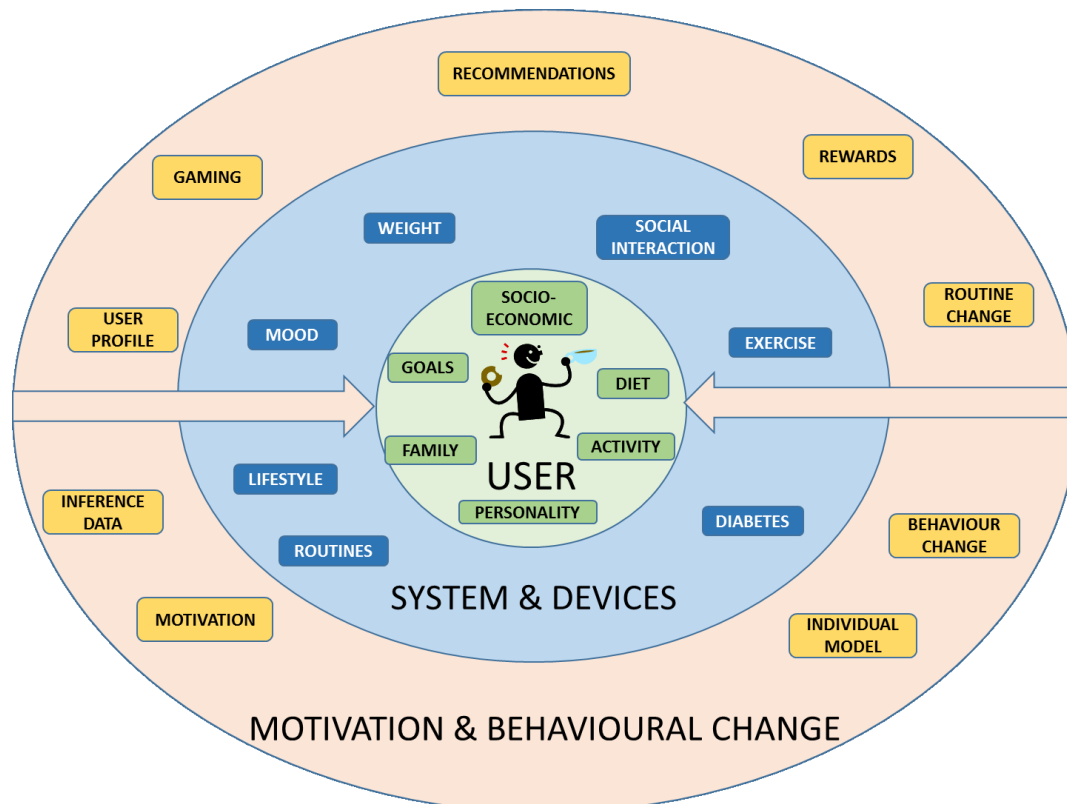 RECOMMENDATIONS
REWARDS
GAMING
WEIGHT
SOCIAL
INTERACTION
SOCIO-
ECONOMIC
ROUTINE
CHANGE
USER
PROFILE
MOOD
EXERCISE
GOALS
DIET
FAMILY
ACTIVITY
USER
LIFESTYLE
INFERENCE
DATA
PERSONALITY
DIABETES
BEHAVIOUR
CHANGE
ROUTINES
SYSTEM & DEVICES
MOTIVATION
INDIVIDUAL
MODEL
MOTIVATION & BEHAVIOURAL CHANGE